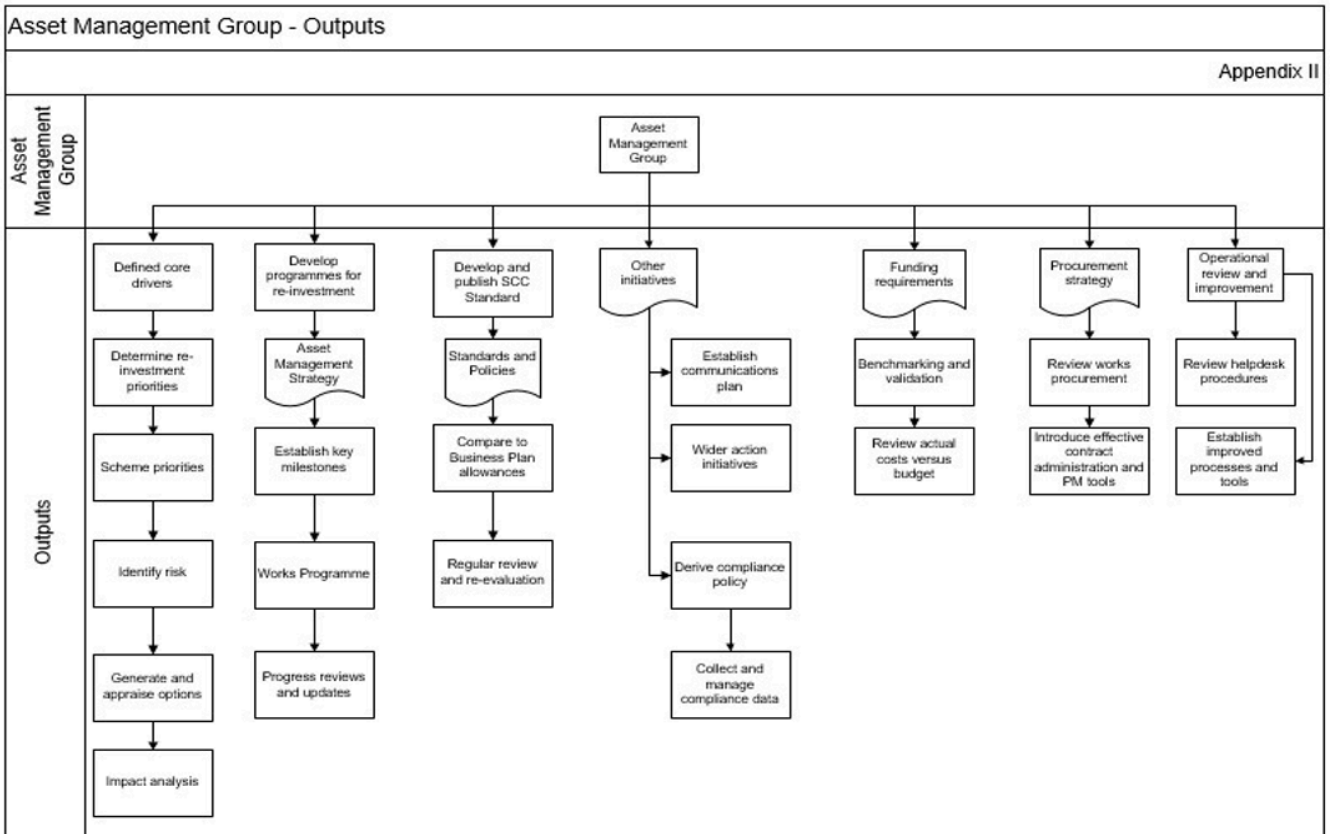 Asset Management Group - Outputs
Appendix II
Asset
Management
Group
Asset
Management
Group
Outputs
Defined core
drivers
Determine re-
investment
priorities
Scheme priorities
Identify risk
Generate and
appraise options
Impact analysis
Develop
programmes for
re-investment
Asset
Management
Strategy
Establish key
milestones
Works Programme
Progress reviews
and updates
Develop and
publish SCC
Standard
Standards and
Policies
Compare to
Business Plan
allowances
Regular review
and re-evaluation
Other
initiatives
Establish
communications
plan
Wider action
initiatives
Derive compliance
policy
Collect and
manage
compliance data
Funding
requirements
Benchmarking and
validation
Review actual
costs versus
budget
Procurement
strategy
Review works
procurement
Introduce effective
contract
administration and
PM tools
Operational
review and
improvement
Review helpdesk
procedures
Establish
improved
processes and
tools